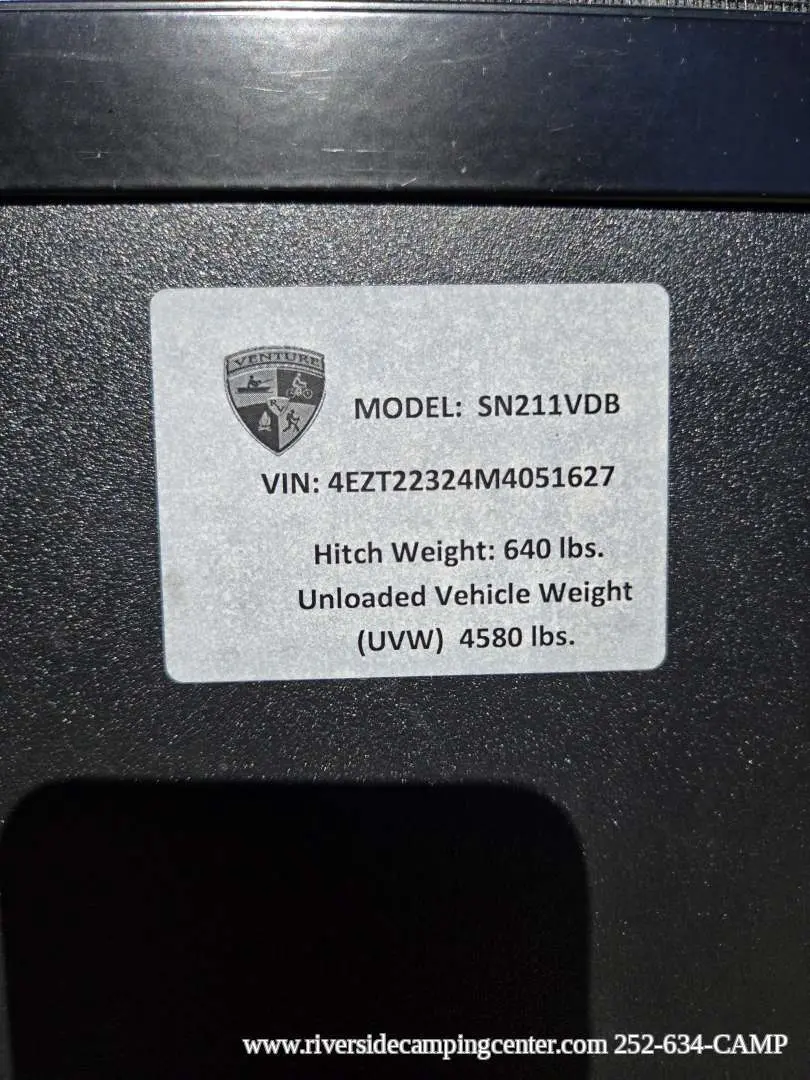 VENTURE
RV
MODEL: SN211VDB
VIN: 4EZT22324M4051627
Hitch Weight: 640 lbs.
Unloaded Vehicle Weight
(UVW) 4580 lbs.
www.riversidecampingcenter.com 252-634-CAMP